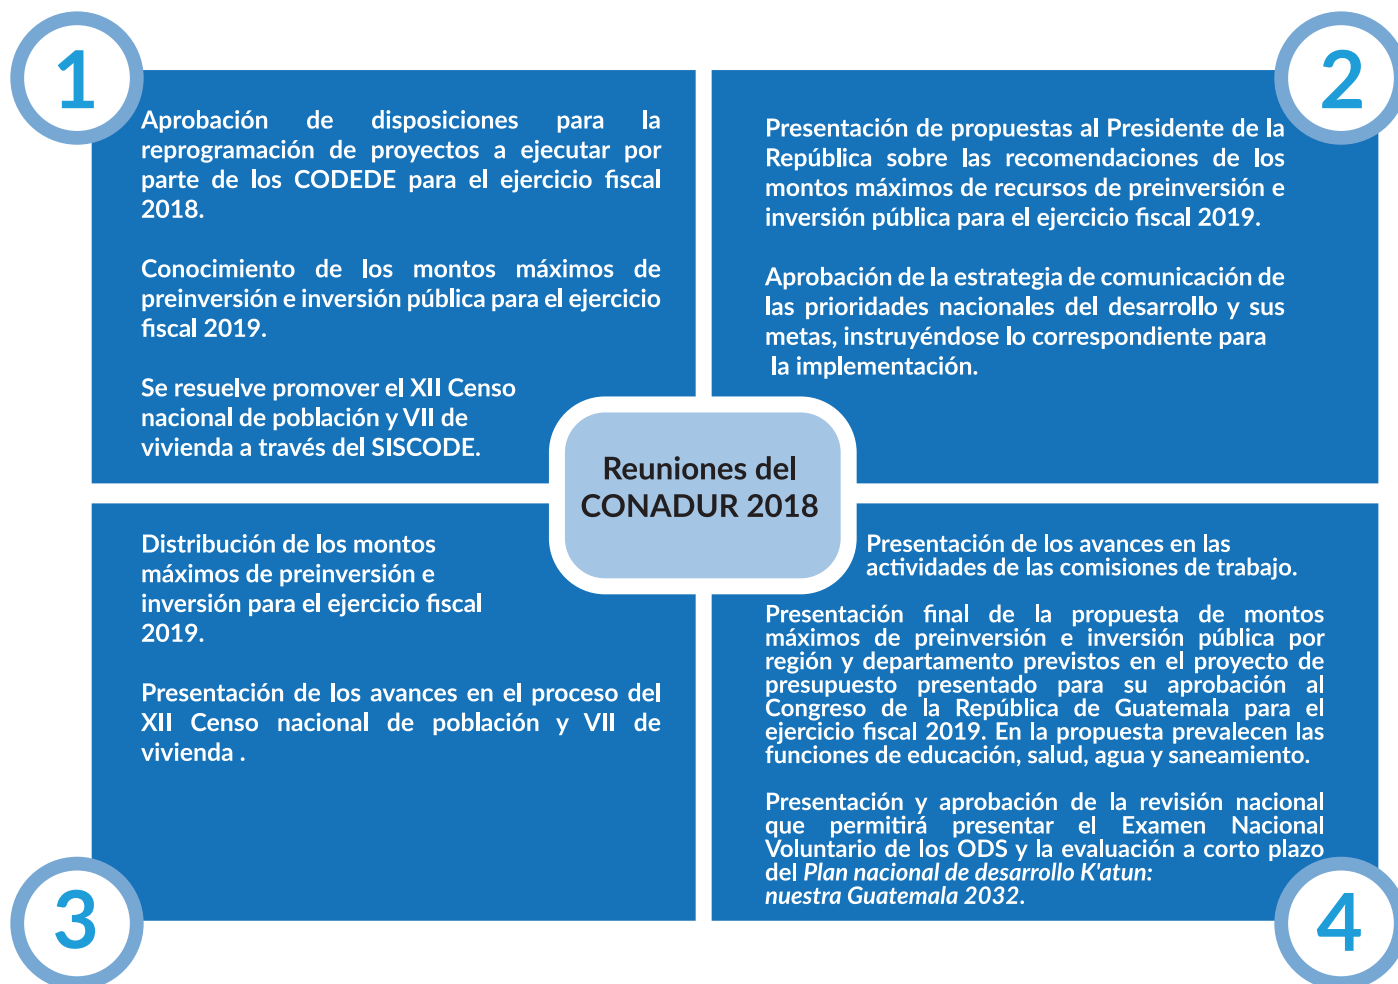 1
Aprobación de disposiciones para la
reprogramación de proyectos a ejecutar por
parte de los CODEDE para el ejercicio fiscal
2018.
Conocimiento de los montos máximos de
preinversión e inversión pública para el ejercicio
fiscal 2019.
Se resuelve promover el XII Censo
nacional de población y VII de
vivienda a través del SISCODE.
2
Presentación de propuestas al Presidente de la
República sobre las recomendaciones de los
montos máximos de recursos de preinversión e
inversión pública para el ejercicio fiscal 2019.
Aprobación de la estrategia de comunicación de
las prioridades nacionales del desarrollo y sus
metas, instruyéndose lo correspondiente para
la implementación.
Reuniones del
CONADUR 2018
Distribución de los montos
máximos de preinversión e
inversión para el ejercicio fiscal
2019.
Presentación de los avances en el proceso del
XII Censo nacional de población y VII de
vivienda .
3
Presentación de los avances en las
actividades de las comisiones de trabajo.
Presentación final de la propuesta de montos
máximos de preinversión e inversión pública por
región y departamento previstos en el proyecto de
presupuesto presentado para su aprobación al
Congreso de la República de Guatemala para el
ejercicio fiscal 2019. En la propuesta prevalecen las
funciones de educación, salud, agua y saneamiento.
Presentación y aprobación de la revisión nacional
que permitirá presentar el Examen Nacional
Voluntario de los ODS y la evaluación a corto plazo
del Plan nacional de desarrollo K'atun:
nuestra Guatemala 2032.
4